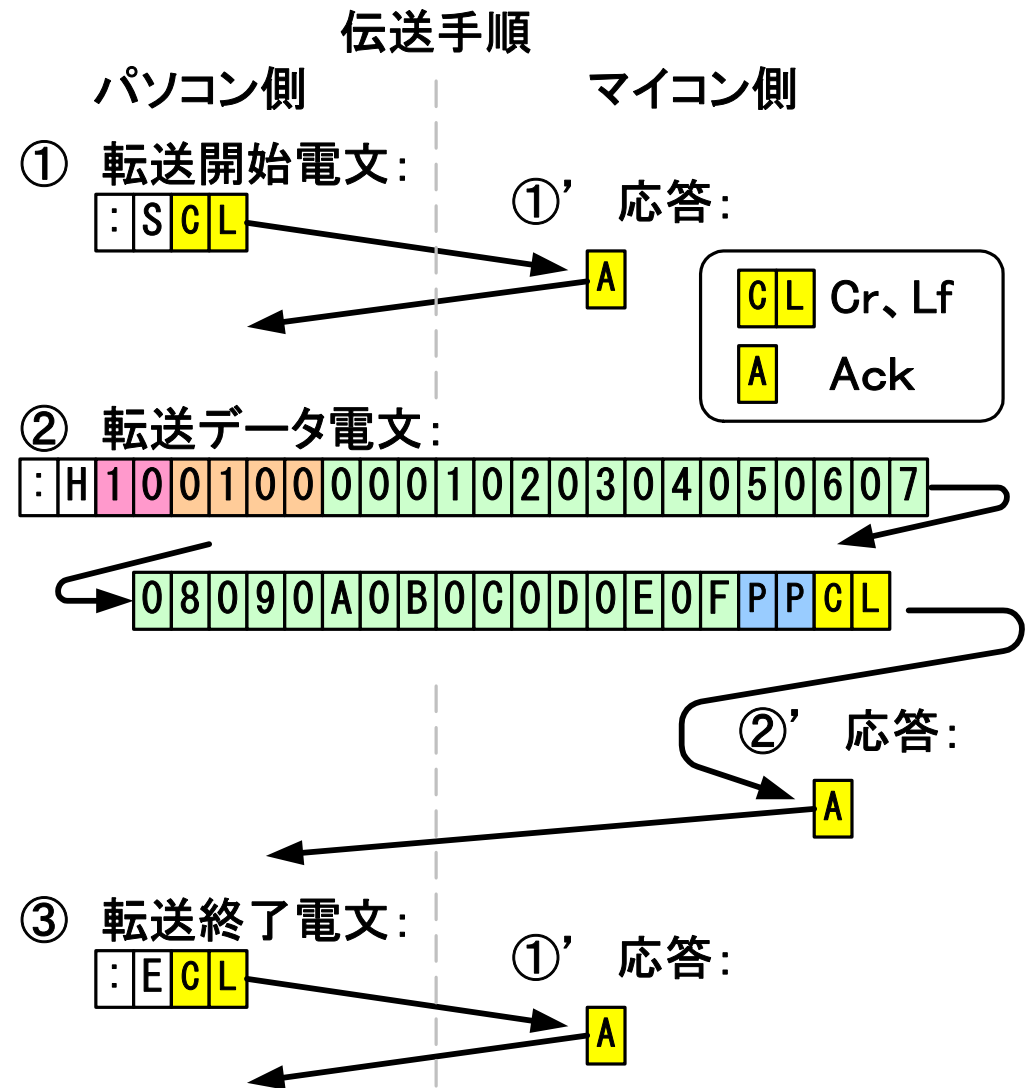 伝送手順
パソコン側 マイコン側
① 転送開始電文:
:SCL
①’ 応答:
A
CL Cr、Lf
A Ack
② 転送データ電文:
:H1001000001020304050607
08090A0B0C0D0E0FPPCL
②’ 応答:
A
③ 転送終了電文:
:ECL
①’ 応答:
A